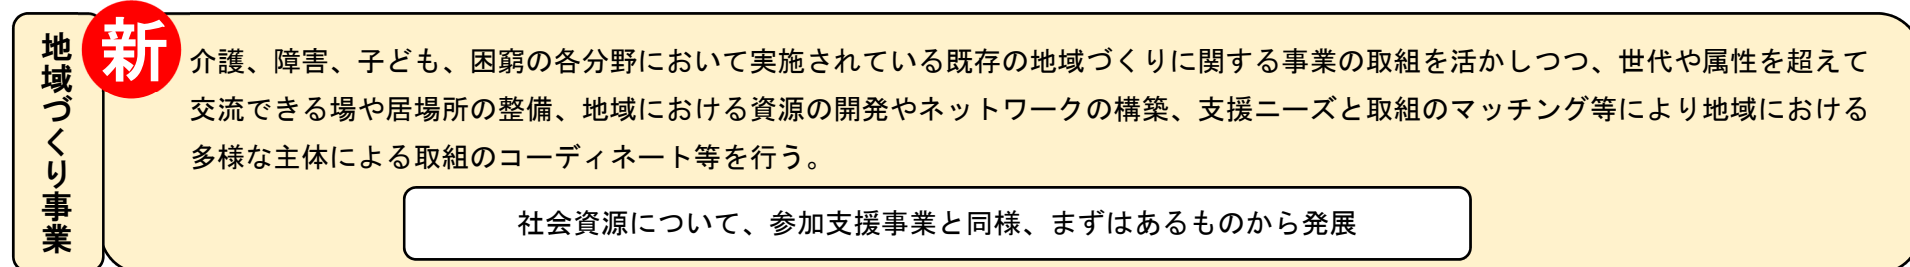 地域づくり事業
新
介護、障害、子ども、困窮の各分野において実施されている既存の地域づくりに関する事業の取組を活かしつつ、世代や属性を超えて
交流できる場や居場所の整備、地域における資源の開発やネットワークの構築、支援ニーズと取組のマッチング等により地域における
多様な主体による取組のコーディネート等を行う。
社会資源について、参加支援事業と同様、まずはあるものから発展